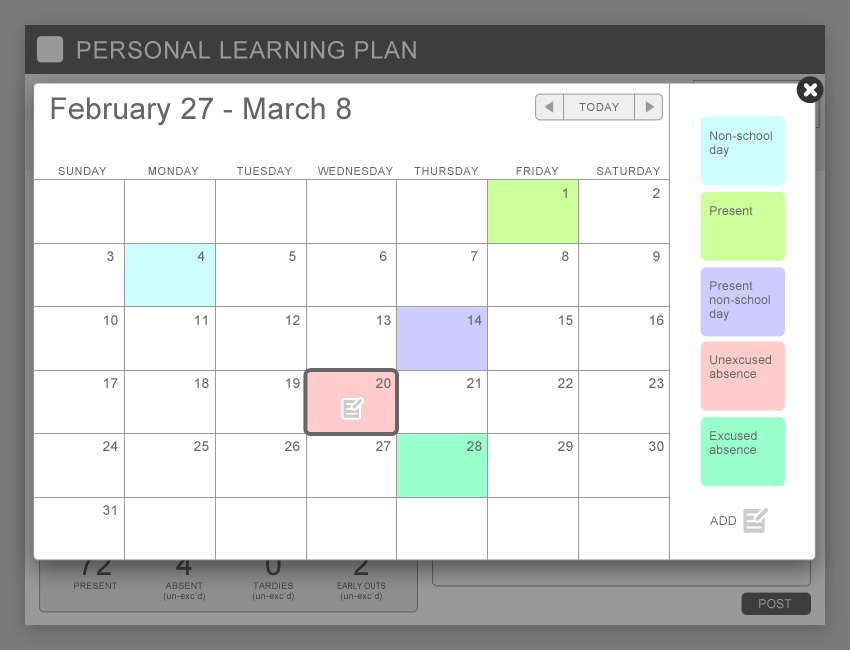 PERSONAL LEARNING PLAN
February 27 - March 8
TODAY
SUNDAY MONDAY TUESDAY WEDNESDAY THURSDAY FRIDAY SATURDAY
1 2
3 4 5 6 7 8 9
10 11 12 13 14 15 16
17 18 19 20 21 22 23
24 25 26 27 28 29 30
31
Non-school
day
Present
Present
non-school
day
Unexcused
absence
Excused
absence
ADD
72 4 0 2
PRESENT ABSENT TARDIES EARLY OUTS
(un-exc'd) (un-exc'd) (un-exc'd)
POST